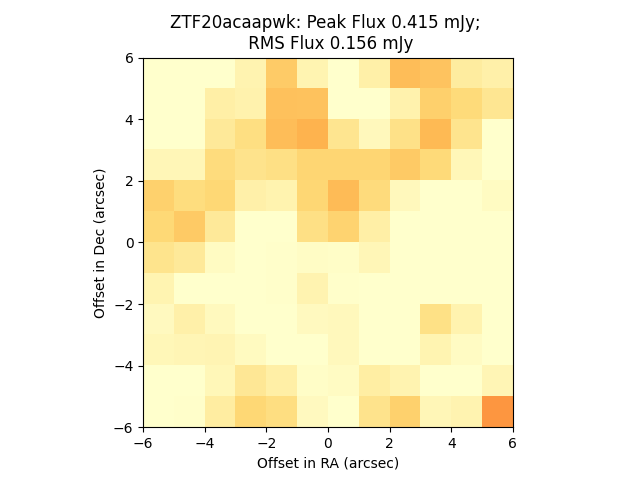 ZTF20acaapwk: Peak Flux 0.415 mJy;
RMS Flux 0.156 mJy
6
4
2
0
−2
−4
−6
Offset in Dec (arcsec)
−6 −4 −2 0 2 4 6
Offset in RA (arcsec)